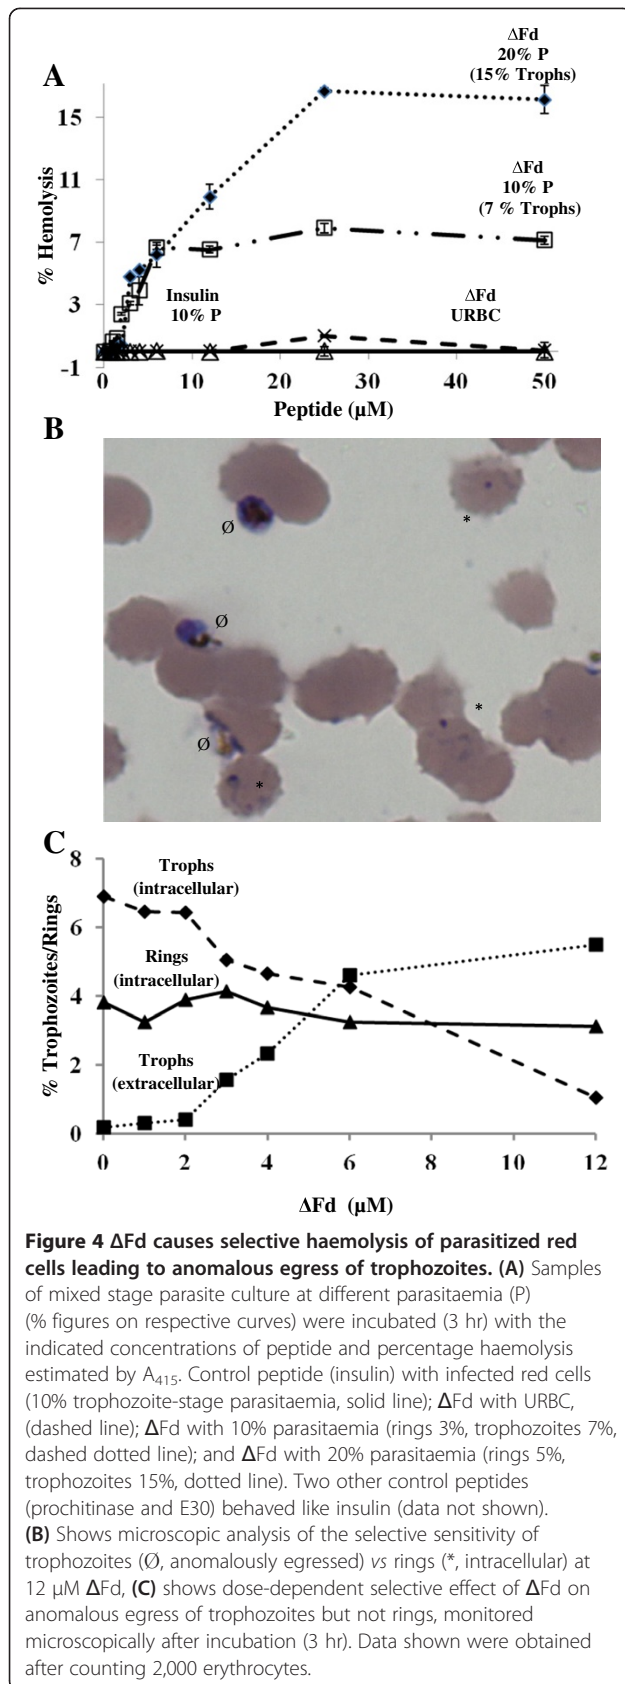 A
ΔFd
20% P
(15% Trophs)
ΔFd
10% P
(7 % Trophs)
Insulin
10% P
ΔFd
URBC
% Hemolysis
15
11
7
3
-1
0 10 20 30 40 50
Peptide (μM)
B
Ø
*
Ø
*
Ø
*
C
% Trophozoites/Rings
8
6
4
2
0
Trophs
(intracellular)
Rings
(intracellular)
Trophs
(extracellular)
0 2 4 6 8 10 12
ΔFd (μM)
Figure 4 ΔFd causes selective haemolysis of parasitized red
cells leading to anomalous egress of trophozoites. (A) Samples
of mixed stage parasite culture at different parasitaemia (P)
(% figures on respective curves) were incubated (3 hr) with the
indicated concentrations of peptide and percentage haemolysis
estimated by A415. Control peptide (insulin) with infected red cells
(10% trophozoite-stage parasitaemia, solid line); ΔFd with URBC,
(dashed line); ΔFd with 10% parasitaemia (rings 3%, trophozoites 7%,
dashed dotted line); and ΔFd with 20% parasitaemia (rings 5%,
trophozoites 15%, dotted line). Two other control peptides
(prochitinase and E30) behaved like insulin (data not shown).
(B) Shows microscopic analysis of the selective sensitivity of
trophozoites (Ø, anomalously egressed) vs rings (*, intracellular) at
12 μM ΔFd, (C) shows dose-dependent selective effect of ΔFd on
anomalous egress of trophozoites but not rings, monitored
microscopically after incubation (3 hr). Data shown were obtained
after counting 2,000 erythrocytes.